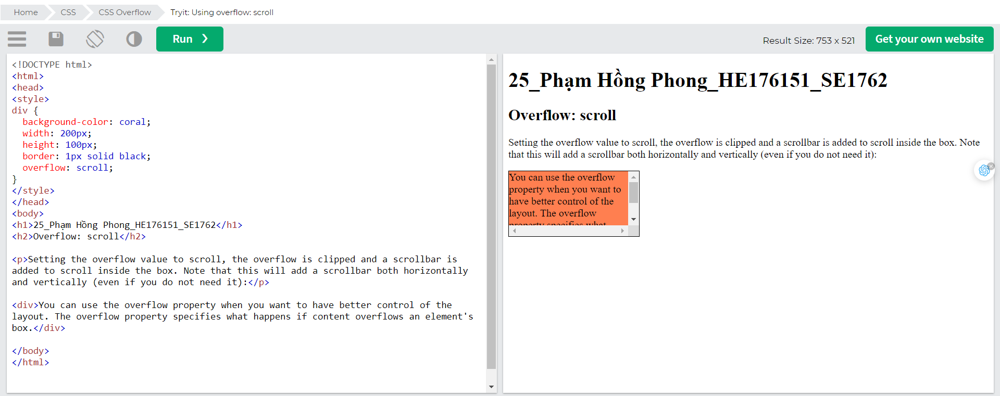 Home CSS CSS Overflow Tryit: Using overflow: scroll
Run ❯ Result Size: 753 x 521 Get your own website
<!DOCTYPE html>
<html>
<head>
<style>
div {
  background-color: coral;
  width: 200px;
  height: 100px;
  border: 1px solid black;
  overflow: scroll;
}
</style>
</head>
<body>
<h1>25_Phạm Hồng Phong_HE176151_SE1762</h1>
<h2>Overflow: scroll</h2>

<p>Setting the overflow value to scroll, the overflow is clipped and a scrollbar is
added to scroll inside the box. Note that this will add a scrollbar both horizontally
and vertically (even if you do not need it):</p>

<div>You can use the overflow property when you want to have better control of the
layout. The overflow property specifies what happens if content overflows an element's
box.</div>

</body>
</html>
25_Phạm Hồng Phong_HE176151_SE1762
Overflow: scroll
Setting the overflow value to scroll, the overflow is clipped and a scrollbar is added to scroll inside the box. Note
that this will add a scrollbar both horizontally and vertically (even if you do not need it):
You can use the overflow
property when you want to
have better control of the
layout. The overflow
property specifies what